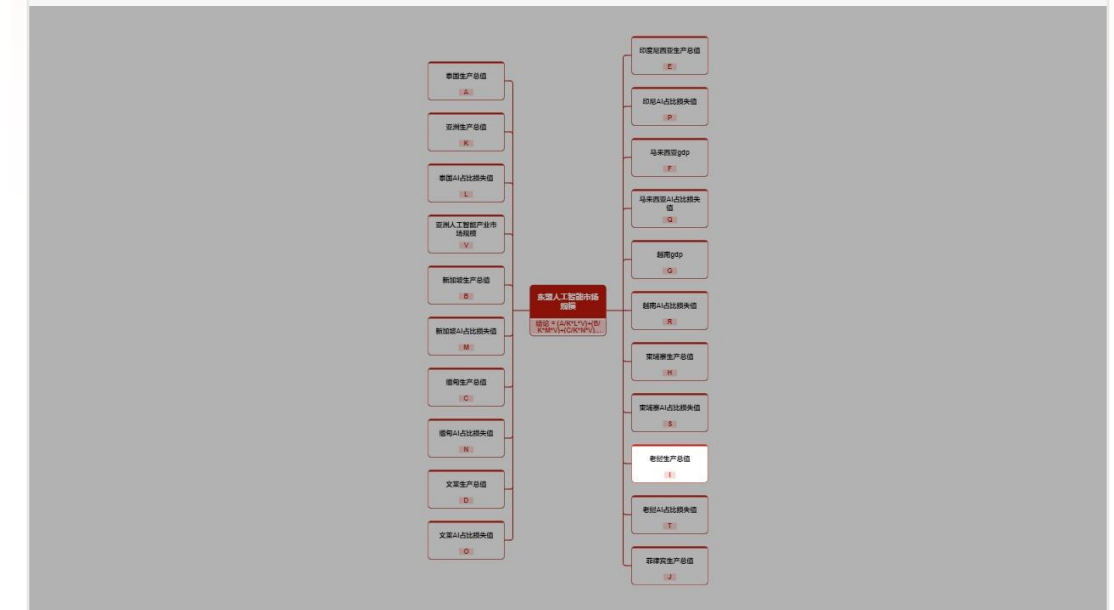 泰国生产总值
A
亚洲生产总值
K
泰国AI占比损失值
L
亚洲人工智能产业市
场规模
V
新加坡生产总值
B
新加坡AI占比损失值
M
缅甸生产总值
C
缅甸AI占比损失值
N
文莱生产总值
D
文莱AI占比损失值
O
东盟人工智能市场
规模
结论 = (A/K*L*V)+(B/
K*M*V)+(C/K*N*V)...
印度尼西亚生产总值
E
印尼AI占比损失值
P
马来西亚gdp
F
马来西亚AI占比损失
值
Q
越南gdp
G
越南AI占比损失值
R
柬埔寨生产总值
H
柬埔寨AI占比损失值
S
老挝生产总值
I
老挝AI占比损失值
T
菲律宾生产总值
J